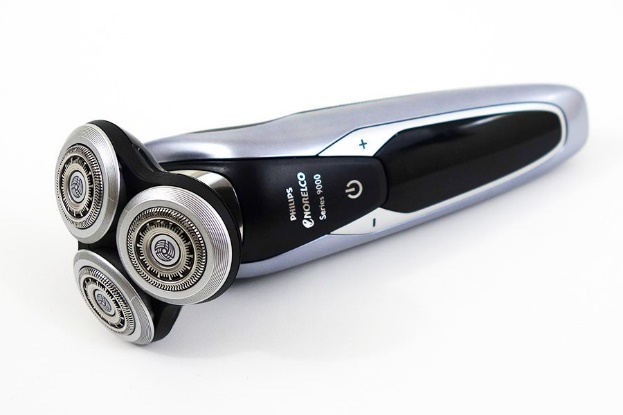 PHILIPS
NORELCO
Series 9000
+
-